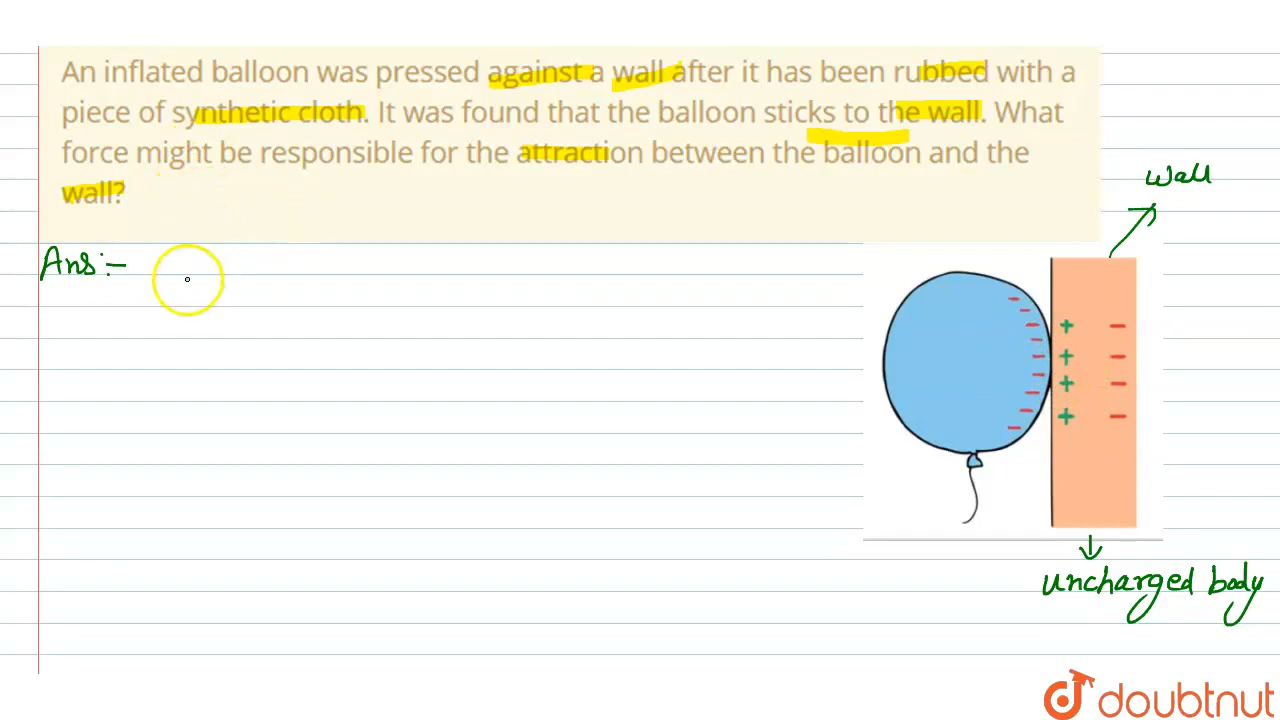 An inflated balloon was pressed against a wall after it has been rubbed with a
piece of synthetic cloth. It was found that the balloon sticks to the wall. What
force might be responsible for the attraction between the balloon and the
wall?
wall
Ans:-
+ -
+ -
+ -
+ -
uncharged body
doubtnut